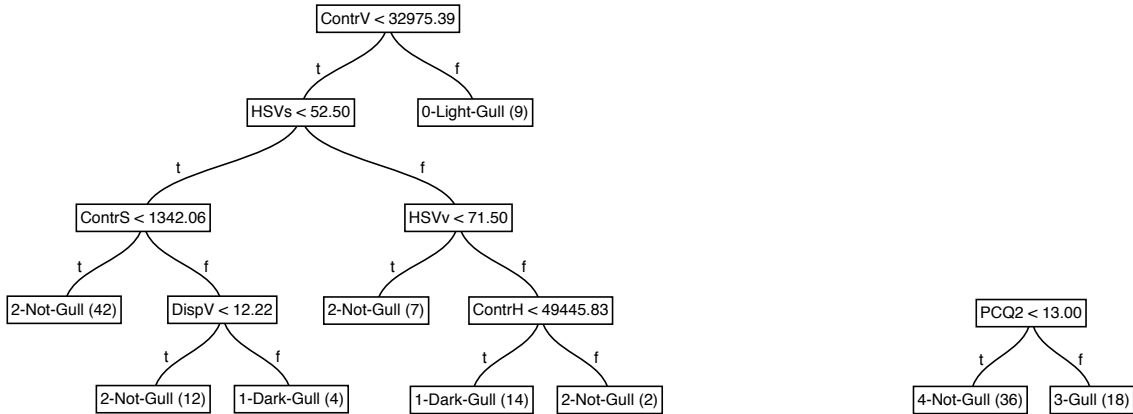 ContrV < 32975.39
t
f
HSVs < 52.50
0-Light-Gull (9)
t
f
ContrS < 1342.06
HSVv < 71.50
t
f
t
f
2-Not-Gull (42)
DispV < 12.22
2-Not-Gull (7)
ContrH < 49445.83
PCQ2 < 13.00
t
f
t
f
t
f
2-Not-Gull (12)
1-Dark-Gull (4)
1-Dark-Gull (14)
2-Not-Gull (2)
4-Not-Gull (36)
3-Gull (18)